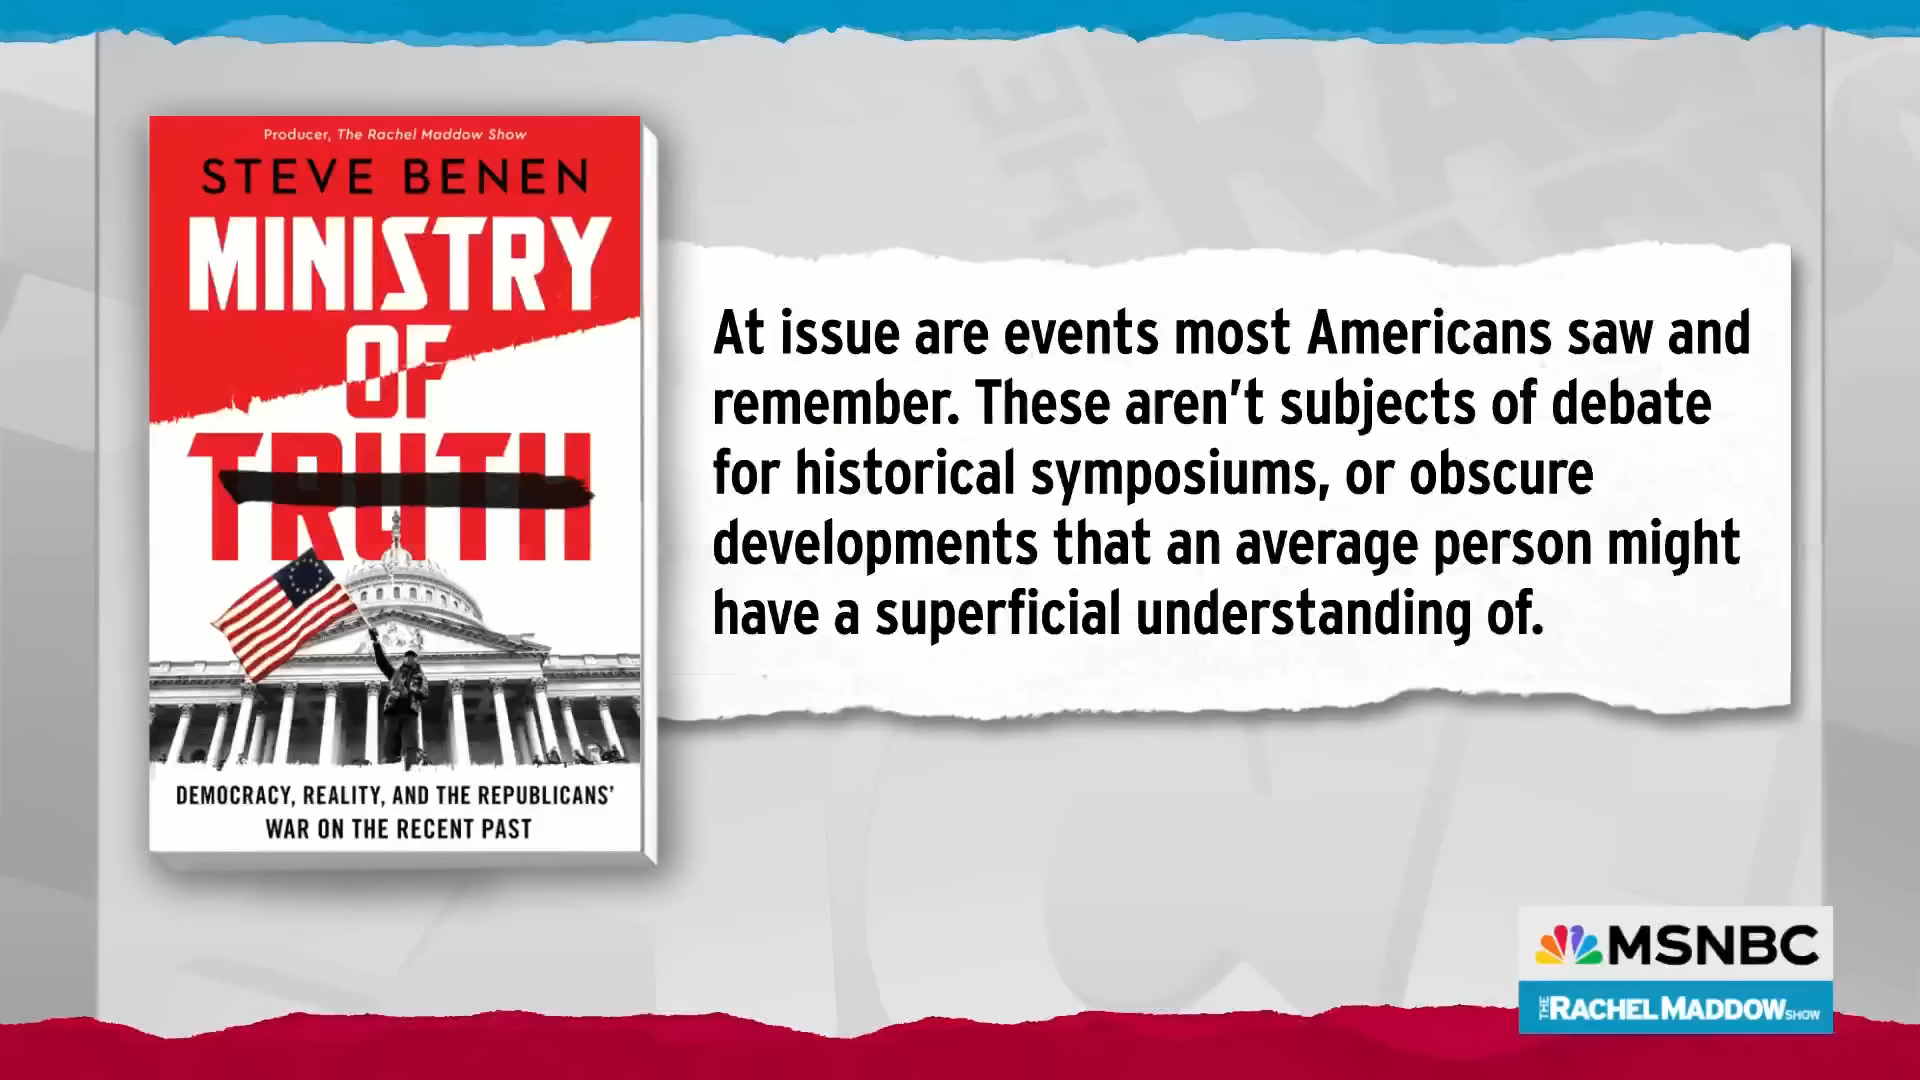 Producer, The Rachel Maddow Show
STEVE BENEN
MINISTRY
OF
TRUTH
DEMOCRACY, REALITY, AND THE REPUBLICANS’
WAR ON THE RECENT PAST
At issue are events most Americans saw and
remember. These aren’t subjects of debate
for historical symposiums, or obscure
developments that an average person might
have a superficial understanding of.
MSNBC
THE RACHEL MADDOW SHOW